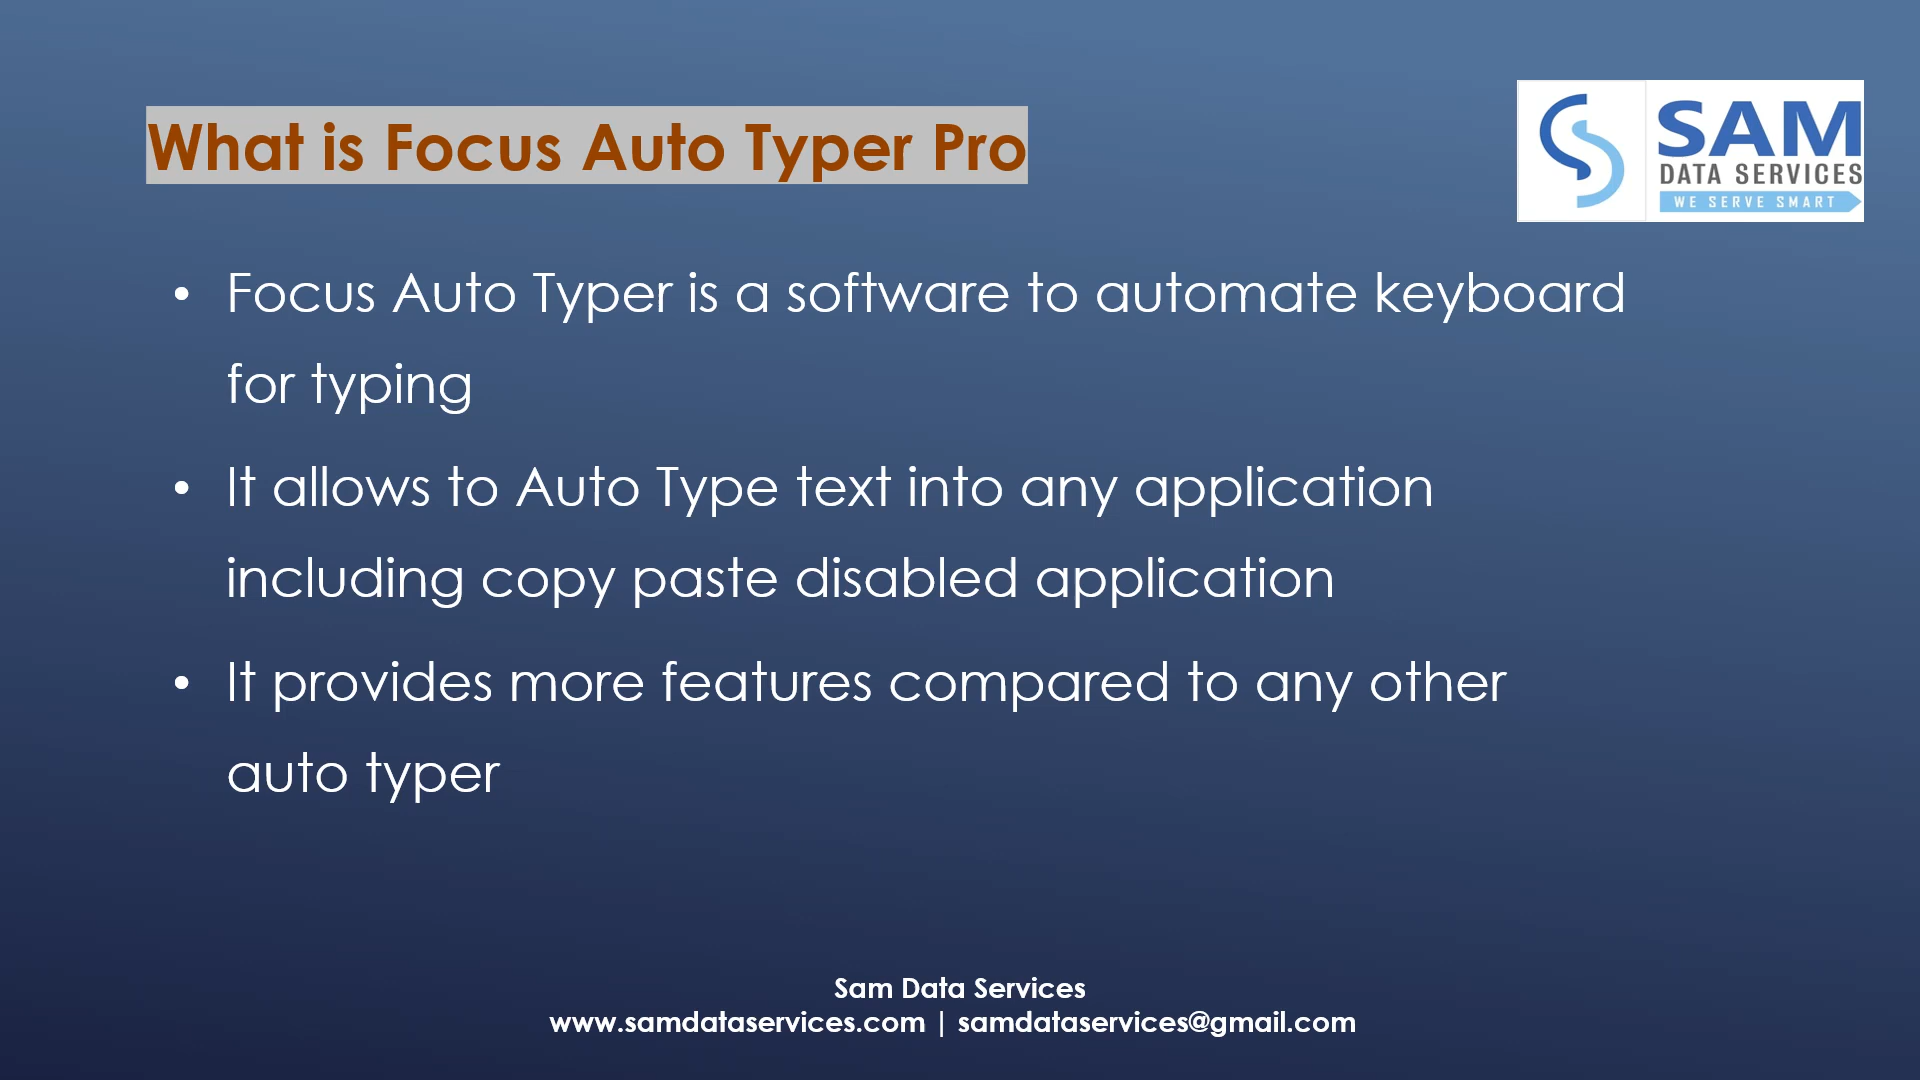 What is Focus Auto Typer Pro
SAM
DATA SERVICES
WE SERVE SMART
• Focus Auto Typer is a software to automate keyboard
for typing
• It allows to Auto Type text into any application
including copy paste disabled application
• It provides more features compared to any other
auto typer
Sam Data Services
www.samdataservices.com | samdataservices@gmail.com